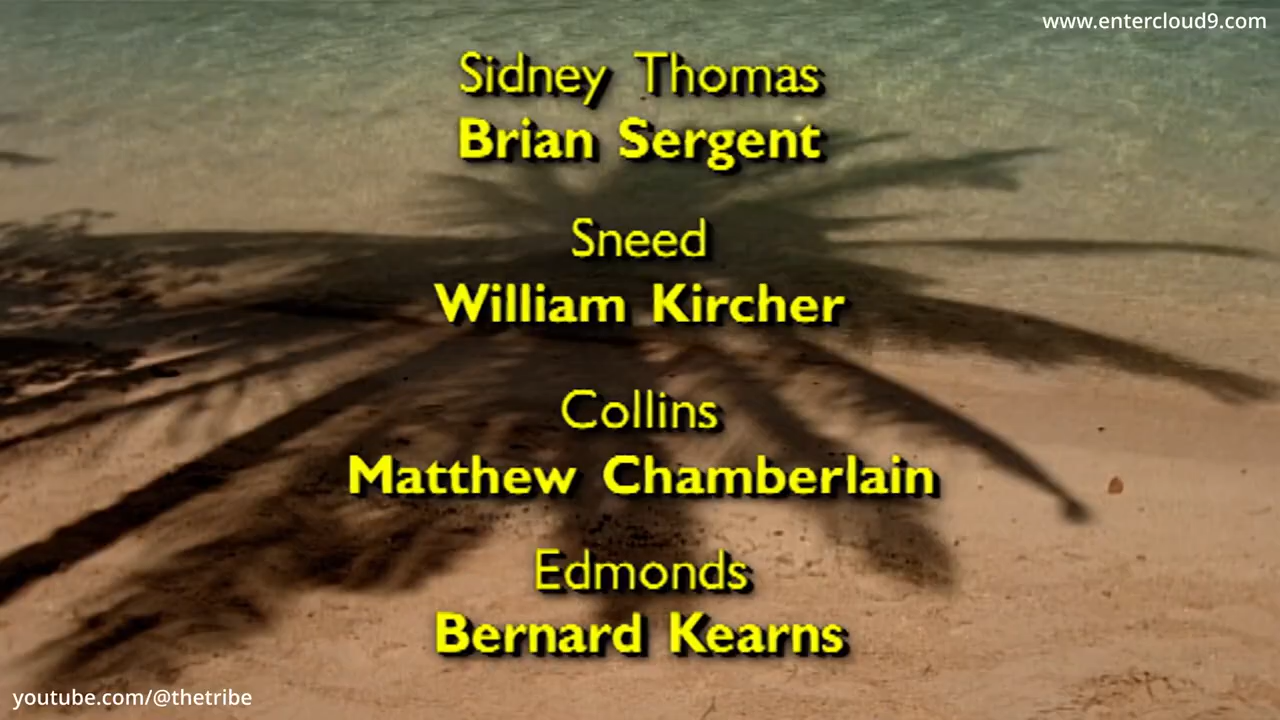 www.entercloud9.com
Sidney Thomas
Brian Sergent
Sneed
William Kircher
Collins
Matthew Chamberlain
Edmonds
Bernard Kearns
youtube.com/@thetribe